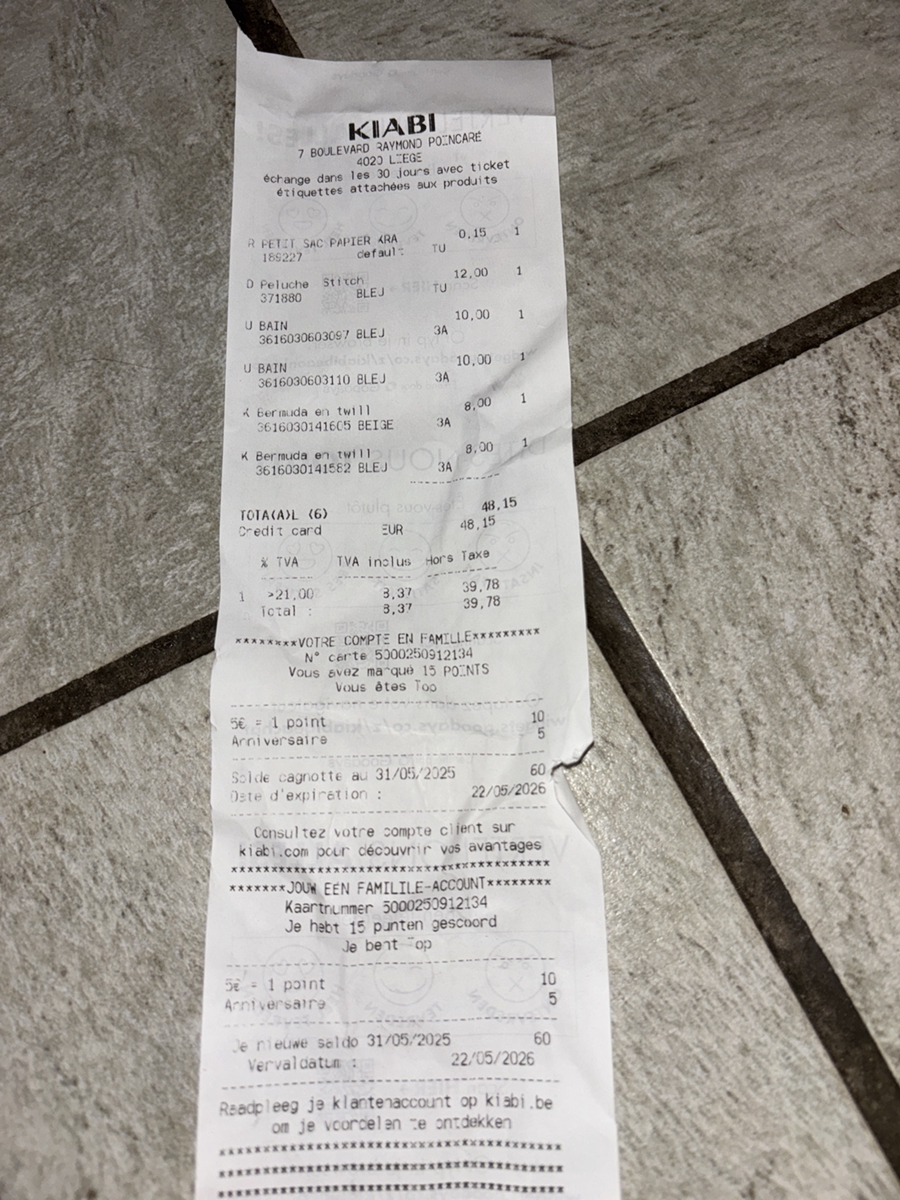 KIABI
7 BOULEVARD RAYMOND POINCARÉ
4020 LIEGE
échange dans les 30 jours avec ticket
étiquettes attachées aux produits
R PETIT SAC PAPIER KRA 0,15 1
189227 default TU
D Peluche Stitch 12,00 1
371880 BLEU TU
U BAIN 10,00 1
3616030603097 BLEU 3A
U BAIN 10,00 1
3616030603110 BLEU 3A
K Bermuda en twill 8,00 1
3616030141605 BEIGE 3A
K Bermuda en twill 8,00 1
3616030141582 BLEU 3A
TOTA(A)L (6) 48,15
Credit card EUR 48,15
% TVA TVA inclus Hors Taxe
1 >21,00 8,37 39,78
Total : 8,37 39,78
********VOTRE COMPTE EN FAMILLE*********
N° carte 5000250912134
Vous avez marqué 15 POINTS
Vous êtes Top
5€ = 1 point 10
Anniversaire 5
Solde cagnotte au 31/05/2025 60
Date d'expiration : 22/05/2026
Consultez votre compte client sur
kiabi.com pour découvrir vos avantages
*******JOUW EEN FAMILILE-ACCOUNT********
Kaartnummer 5000250912134
Je hebt 15 punten gescoord
Je bent Top
5€ = 1 point 10
Anniversaire 5
Je nieuwe saldo 31/05/2025 60
Vervaldatum : 22/05/2026
Raadpleeg je klantenaccount op kiabi.be
om je voordelen te ontdekken